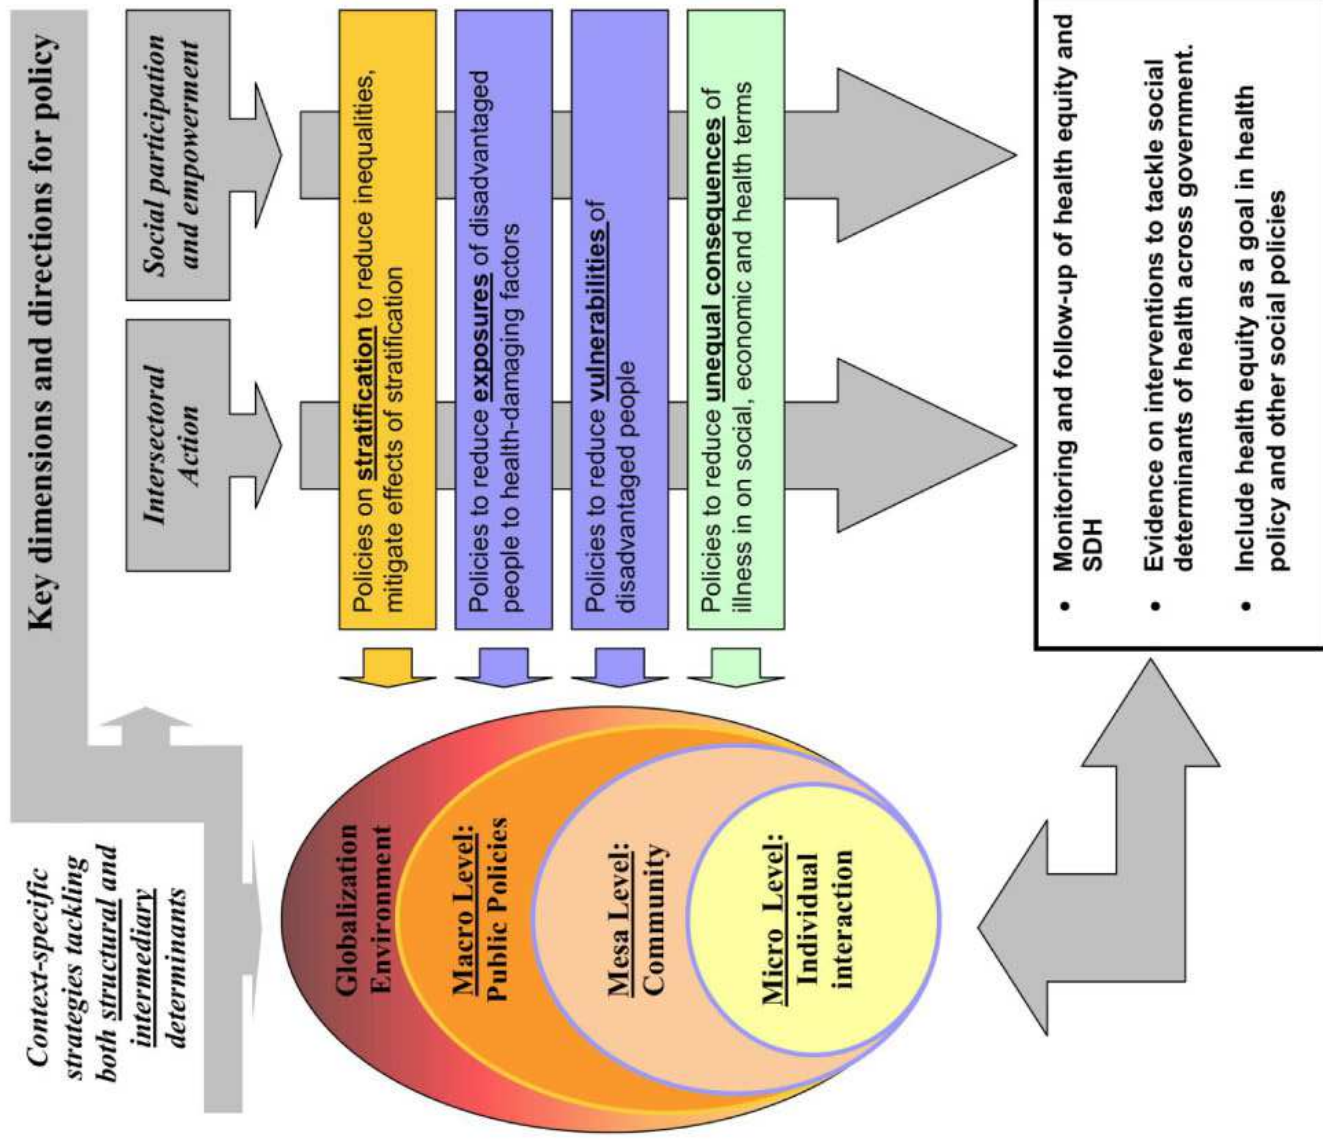 Key dimensions and directions for policy
Context-specific
strategies tackling
both structural and
intermediary
determinants
Intersectoral
Action
Social participation
and empowerment
Globalization
Environment
Macro Level:
Public Policies
Mesa Level:
Community
Micro Level:
Individual
interaction
Policies on stratification to reduce inequalities,
mitigate effects of stratification
Policies to reduce exposures of disadvantaged
people to health-damaging factors
Policies to reduce vulnerabilities of
disadvantaged people
Policies to reduce unequal consequences of
illness in on social, economic and health terms
• Monitoring and follow-up of health equity and
SDH
• Evidence on interventions to tackle social
determinants of health across government.
• Include health equity as a goal in health
policy and other social policies